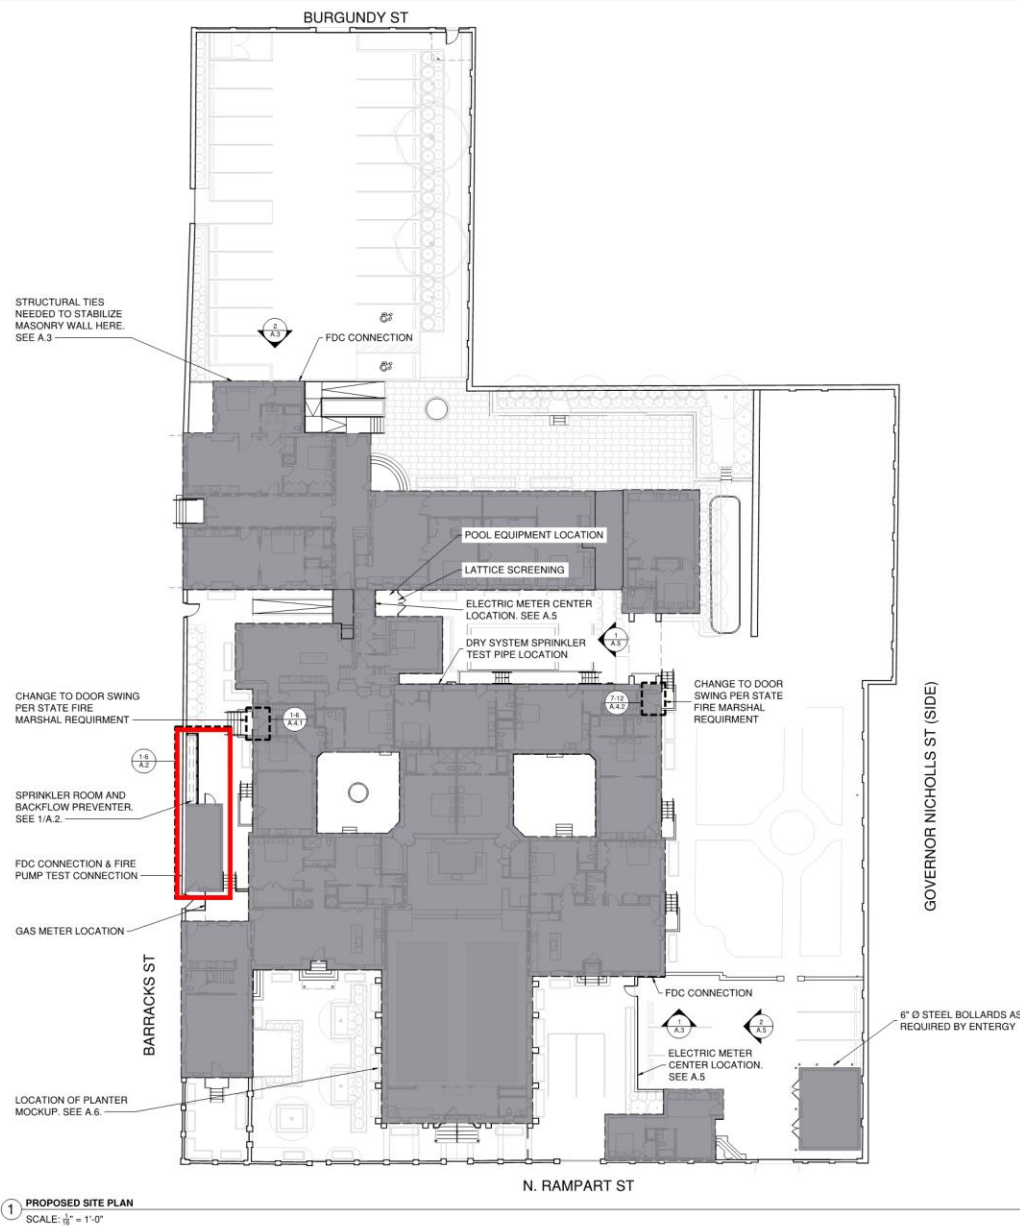 BURGUNDY ST
STRUCTURAL TIES
NEEDED TO STABILIZE
MASONRY WALL HERE.
SEE A.3
2
A.3
FDC CONNECTION
POOL EQUIPMENT LOCATION
LATTICE SCREENING
ELECTRIC METER CENTER
LOCATION. SEE A.5
1
A.5
DRY SYSTEM SPRINKLER
TEST PIPE LOCATION
CHANGE TO DOOR SWING
PER STATE FIRE
MARSHAL REQUIRMENT
1-6
A.4.1
7-12
A.4.2
CHANGE TO DOOR
SWING PER STATE
FIRE MARSHAL
REQUIRMENT
GOVERNOR NICHOLLS ST (SIDE)
1-6
A.2
SPRINKLER ROOM AND
BACKFLOW PREVENTER.
SEE 1/A.2.
FDC CONNECTION & FIRE
PUMP TEST CONNECTION
GAS METER LOCATION
BARRACKS ST
FDC CONNECTION
1
A.3
2
A.5
6" Ø STEEL BOLLARDS AS
REQUIRED BY ENTERGY
ELECTRIC METER
CENTER LOCATION.
SEE A.5
LOCATION OF PLANTER
MOCKUP. SEE A.6.
N. RAMPART ST
1 PROPOSED SITE PLAN
SCALE: 1/16" = 1'-0"